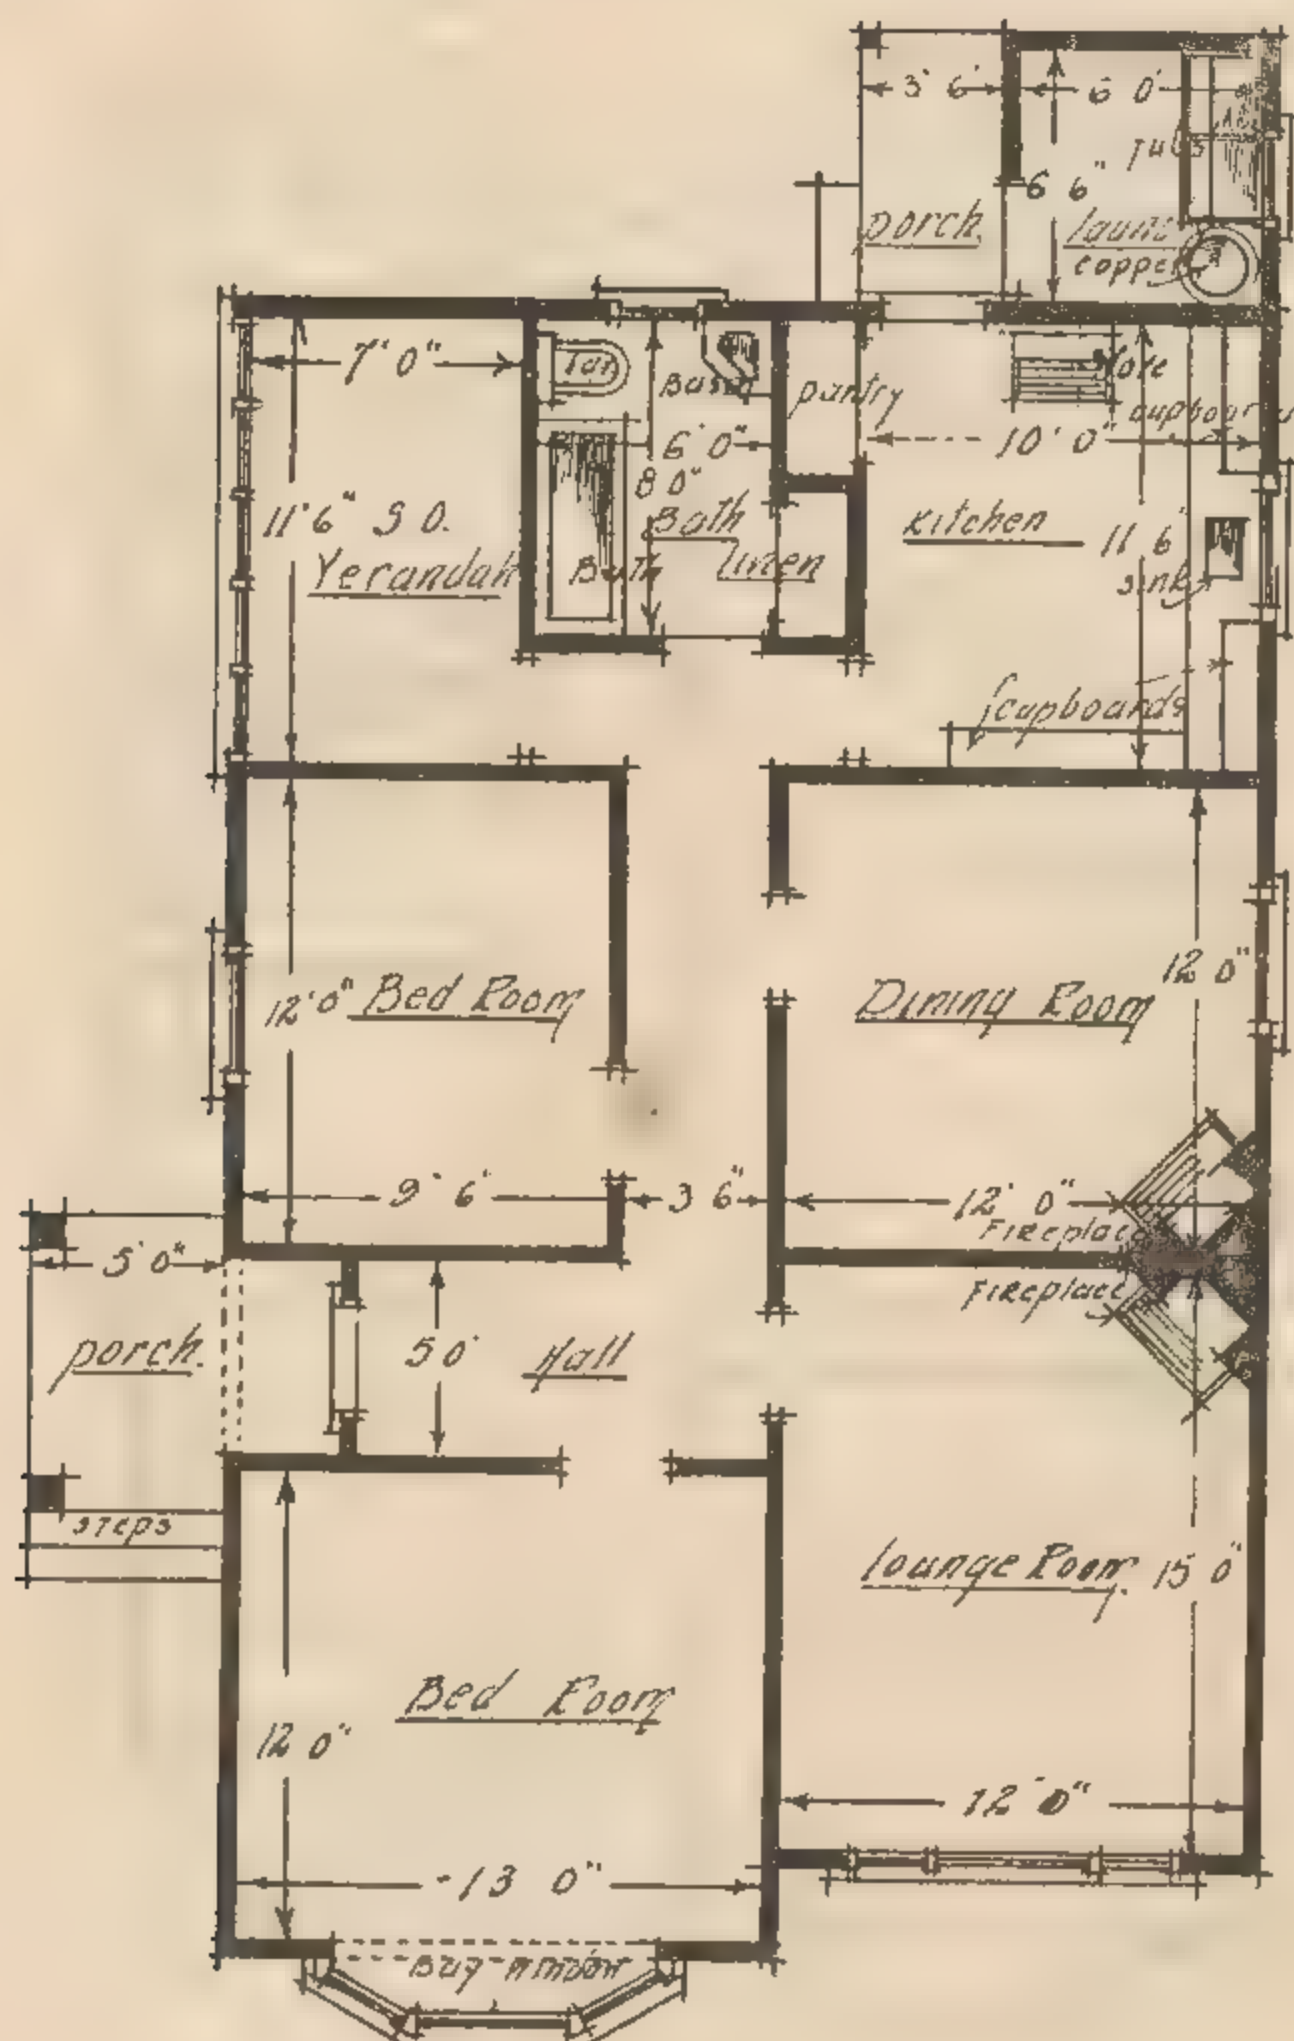 3' 6"
6 0'
Tubs
6 6"
porch.
copper
7' 0"
Pan
Basin
pantry
Stove
cupboards
6' 0"
10' 0"
8 0"
11' 6" S O.
Verandah
Bath
Bath
linen
Kitchen
11 6"
sink
cupboards
12' 0"
Bed Room
Dining Room
12 0"
9' 6"
3 6"
12' 0"
Fireplace
Fireplace
5' 0"
porch.
5 0'
Hall
steps
lounge Room.
15 0"
Bed Room
12 0"
12' 0"
13 0"
Bay window